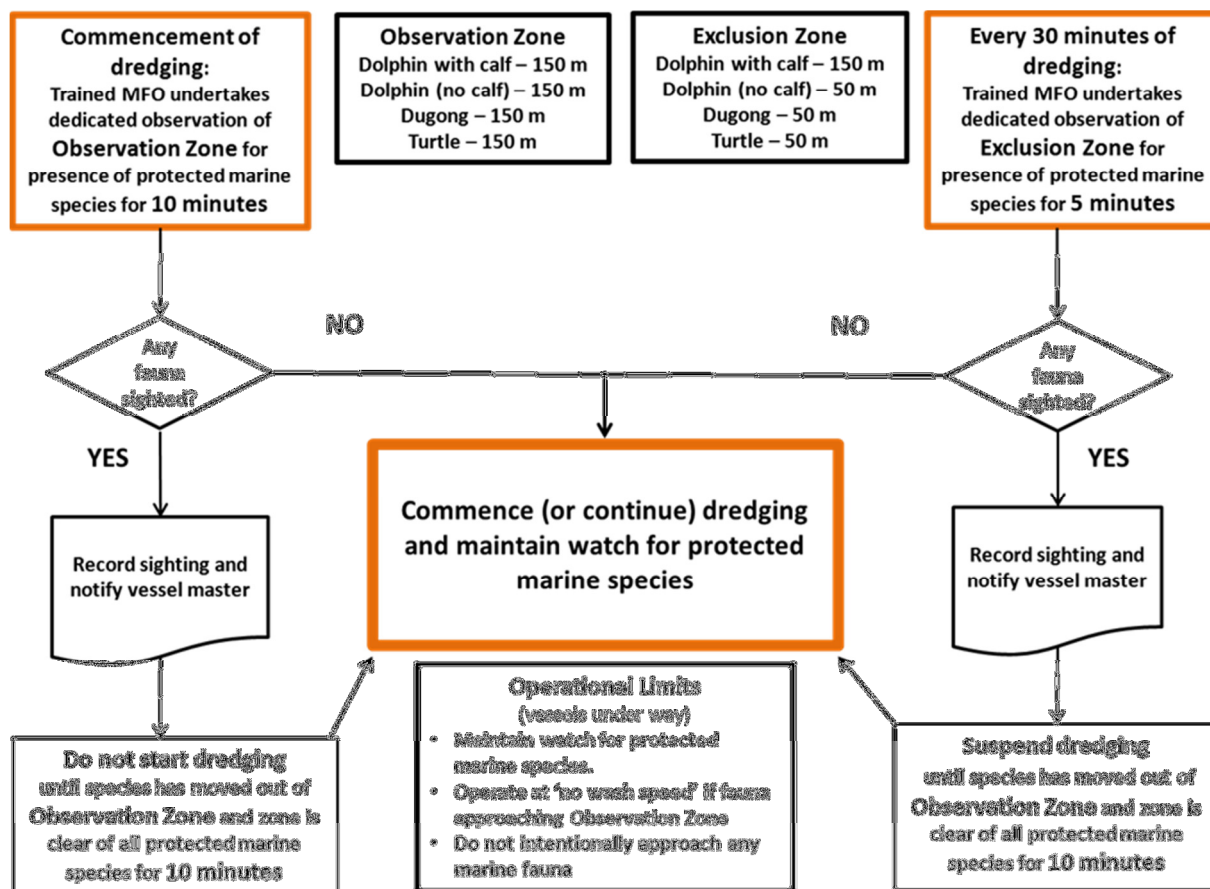 Commencement of
dredging:
Trained MFO undertakes
dedicated observation of
Observation Zone for
presence of protected marine
species for 10 minutes
Observation Zone
Dolphin with calf – 150 m
Dolphin (no calf) – 150 m
Dugong – 150 m
Turtle – 150 m
Exclusion Zone
Dolphin with calf – 150 m
Dolphin (no calf) – 50 m
Dugong – 50 m
Turtle – 50 m
Every 30 minutes of
dredging:
Trained MFO undertakes
dedicated observation of
Exclusion Zone for
presence of protected marine
species for 5 minutes
Any
fauna
sighted?
NO
NO
Any
fauna
sighted?
YES
YES
Record sighting and
notify vessel master
Commence (or continue) dredging
and maintain watch for protected
marine species
Record sighting and
notify vessel master
Do not start dredging
until species has moved out of
Observation Zone and zone is
clear of all protected marine
species for 10 minutes
Operational Limits
(vessels under way)
• Maintain watch for protected
marine species.
• Operate at 'no wash speed' if fauna
approaching Observation Zone
• Do not intentionally approach any
marine fauna
Suspend dredging
until species has moved out of
Observation Zone and zone is
clear of all protected marine
species for 10 minutes